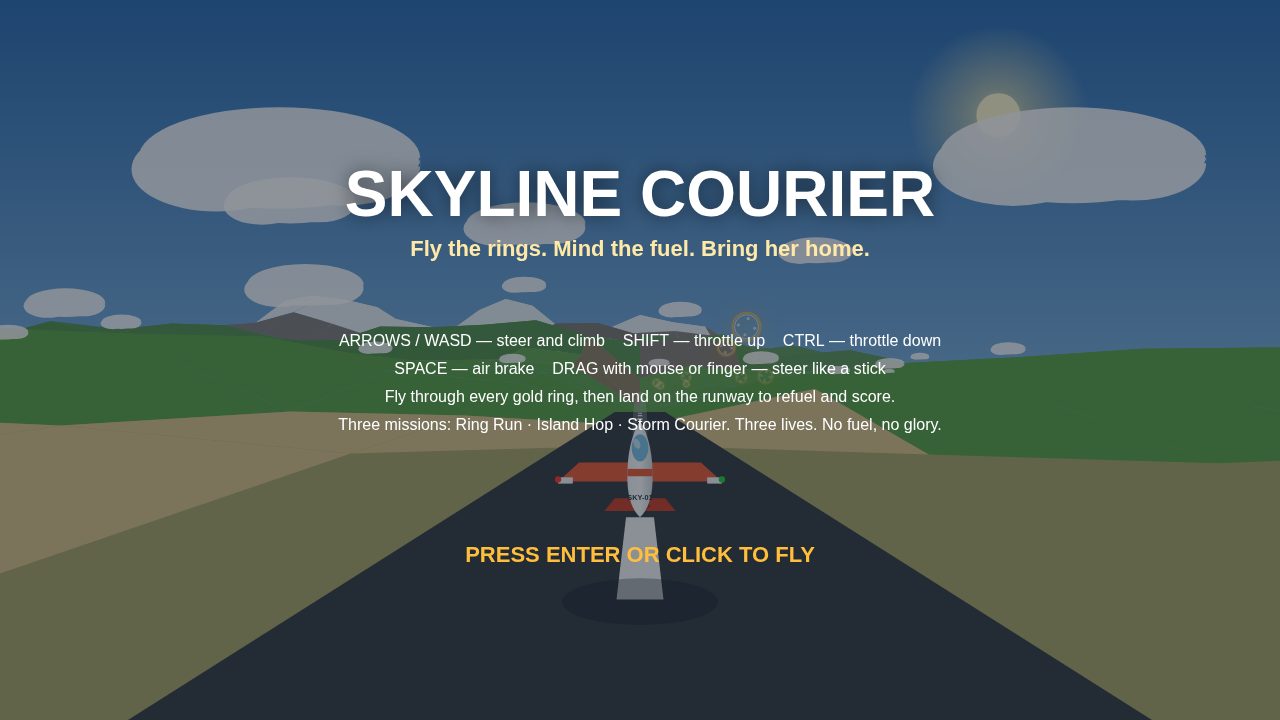 SKYLINE COURIER
Fly the rings. Mind the fuel. Bring her home.
ARROWS / WASD — steer and climb SHIFT — throttle up CTRL — throttle down
SPACE — air brake DRAG with mouse or finger — steer like a stick
Fly through every gold ring, then land on the runway to refuel and score.
Three missions: Ring Run · Island Hop · Storm Courier. Three lives. No fuel, no glory.
PRESS ENTER OR CLICK TO FLY